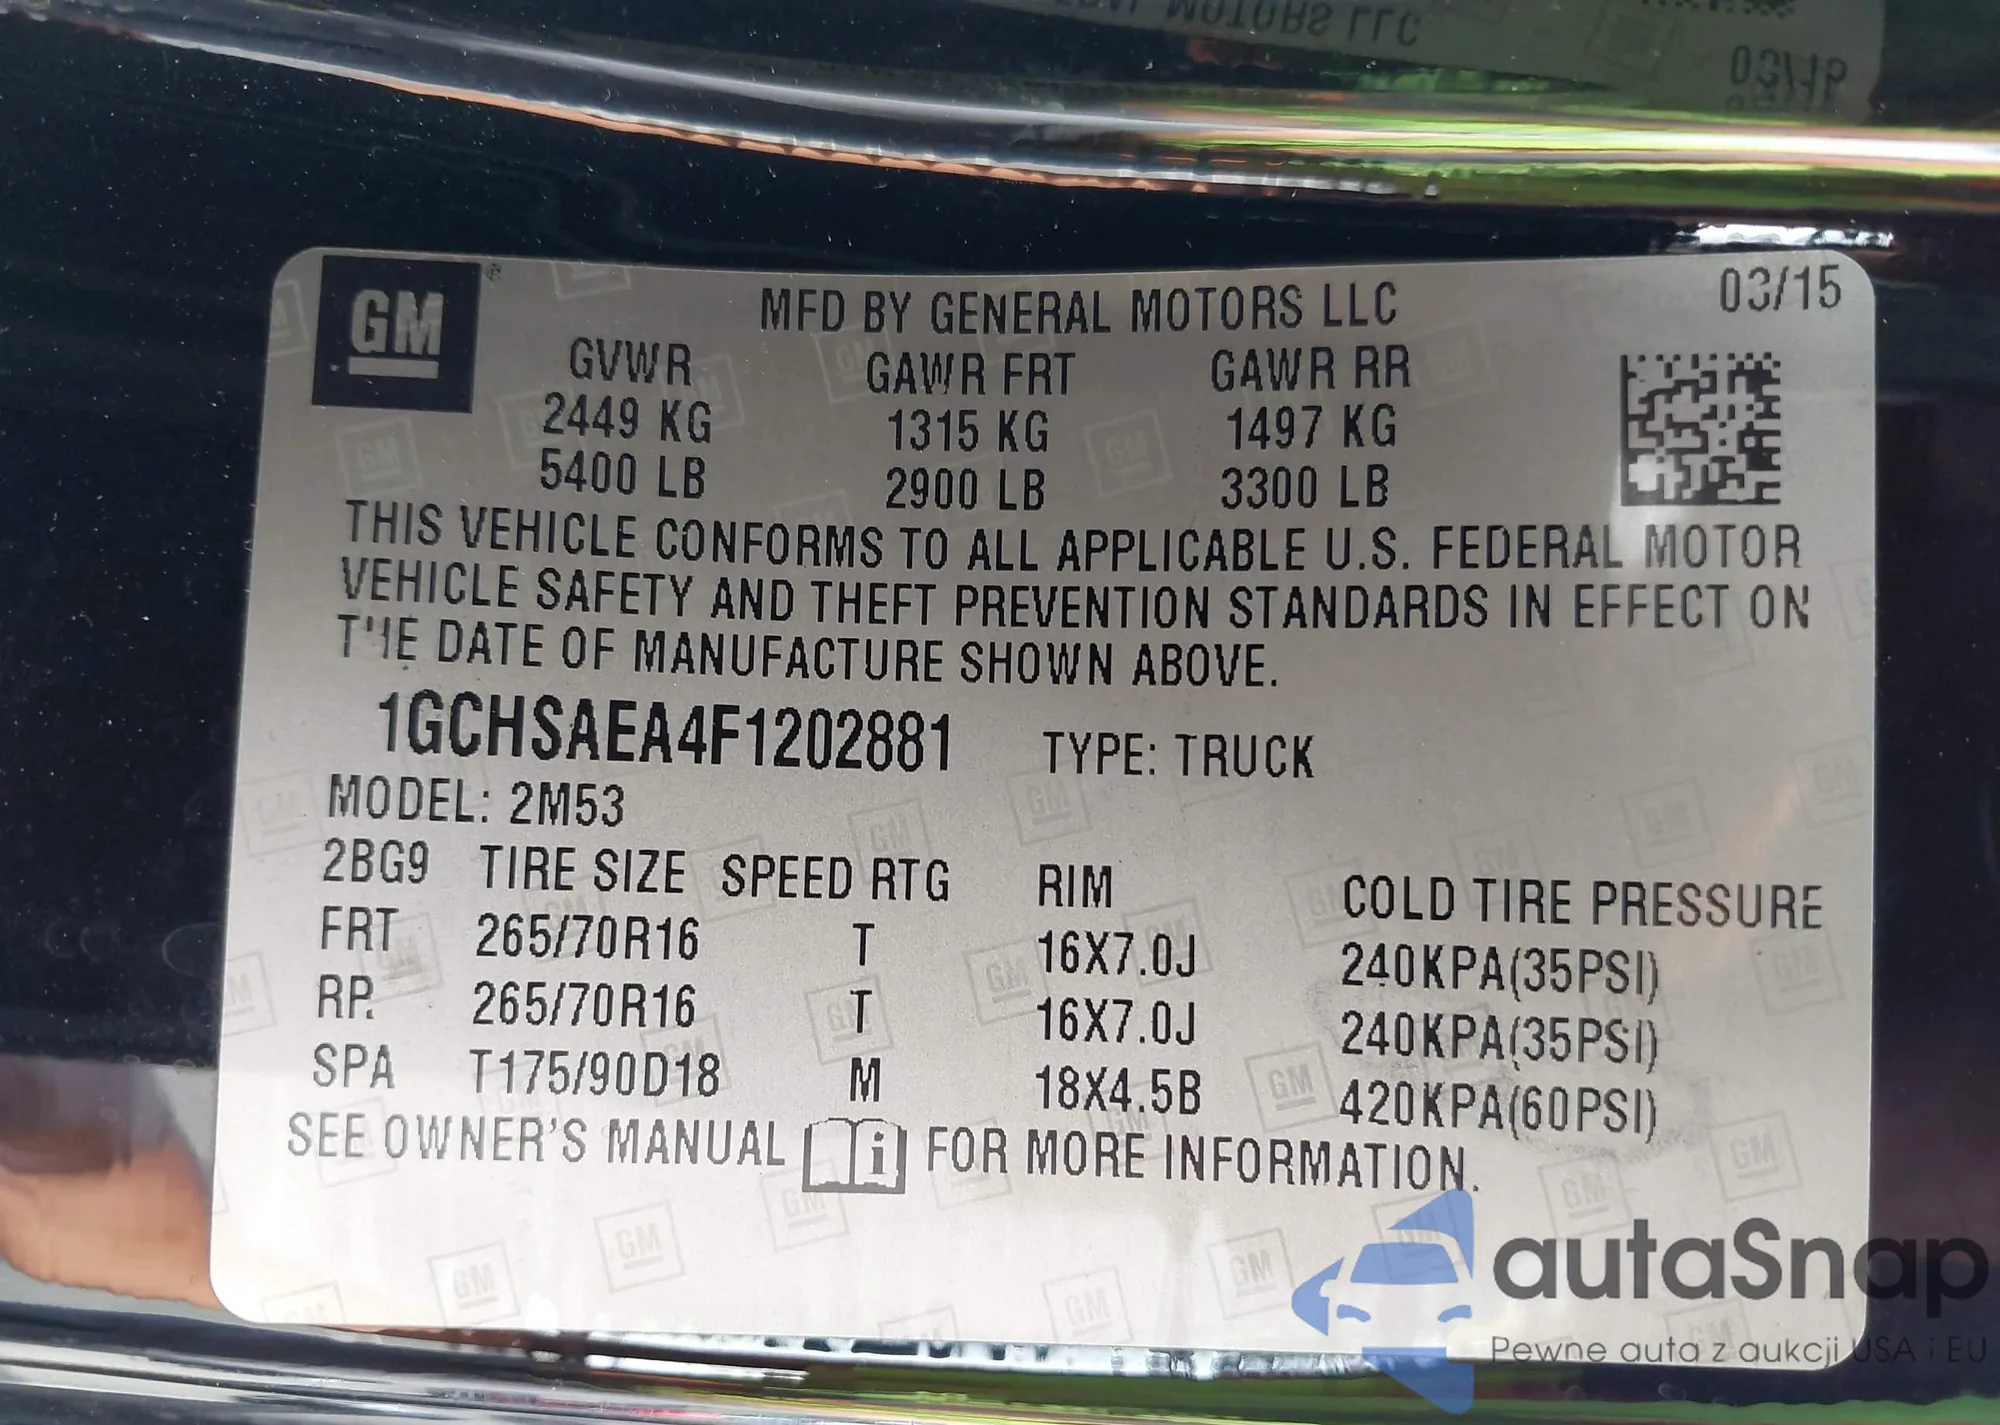 MOTORS LLC
03/15
GM
MFD BY GENERAL MOTORS LLC 03/15
GVWR GAWR FRT GAWR RR
2449 KG 1315 KG 1497 KG
5400 LB 2900 LB 3300 LB
THIS VEHICLE CONFORMS TO ALL APPLICABLE U.S. FEDERAL MOTOR
VEHICLE SAFETY AND THEFT PREVENTION STANDARDS IN EFFECT ON
THE DATE OF MANUFACTURE SHOWN ABOVE.
1GCHSAEA4F1202881 TYPE: TRUCK
MODEL: 2M53
2BG9 TIRE SIZE SPEED RTG RIM COLD TIRE PRESSURE
FRT 265/70R16 T 16X7.0J 240KPA(35PSI)
RR 265/70R16 T 16X7.0J 240KPA(35PSI)
SPA T175/90D18 M 18X4.5B 420KPA(60PSI)
SEE OWNER'S MANUAL i FOR MORE INFORMATION.
autaSnap
Pewne auta z aukcji USA i EU